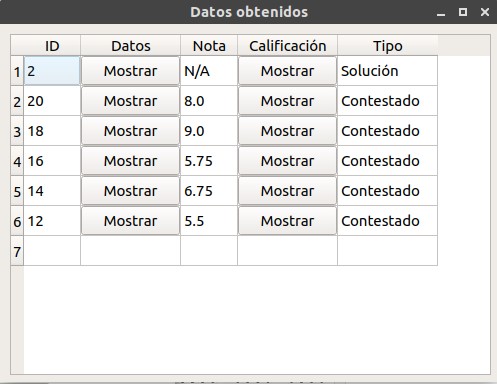 Datos obtenidos
ID Datos Nota Calificación Tipo
1 2 Mostrar N/A Mostrar Solución
2 20 Mostrar 8.0 Mostrar Contestado
3 18 Mostrar 9.0 Mostrar Contestado
4 16 Mostrar 5.75 Mostrar Contestado
5 14 Mostrar 6.75 Mostrar Contestado
6 12 Mostrar 5.5 Mostrar Contestado
7